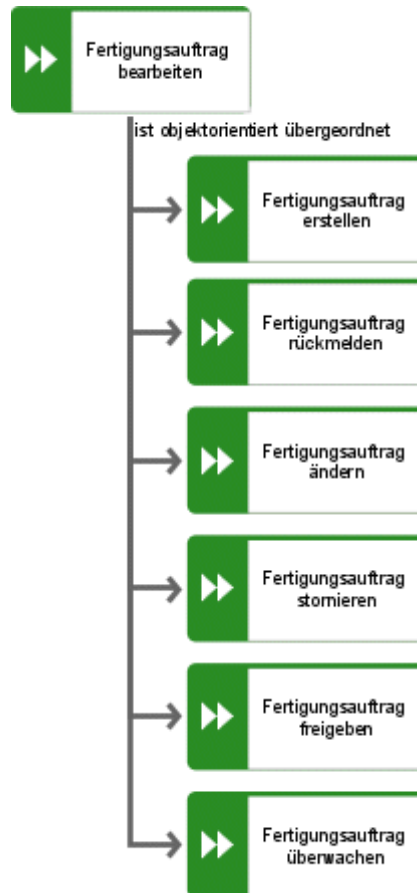 Fertigungsauftrag
bearbeiten
ist objektorientiert übergeordnet
Fertigungsauftrag
erstellen
Fertigungsauftrag
rückmelden
Fertigungsauftrag
ändern
Fertigungsauftrag
stornieren
Fertigungsauftrag
freigeben
Fertigungsauftrag
überwachen